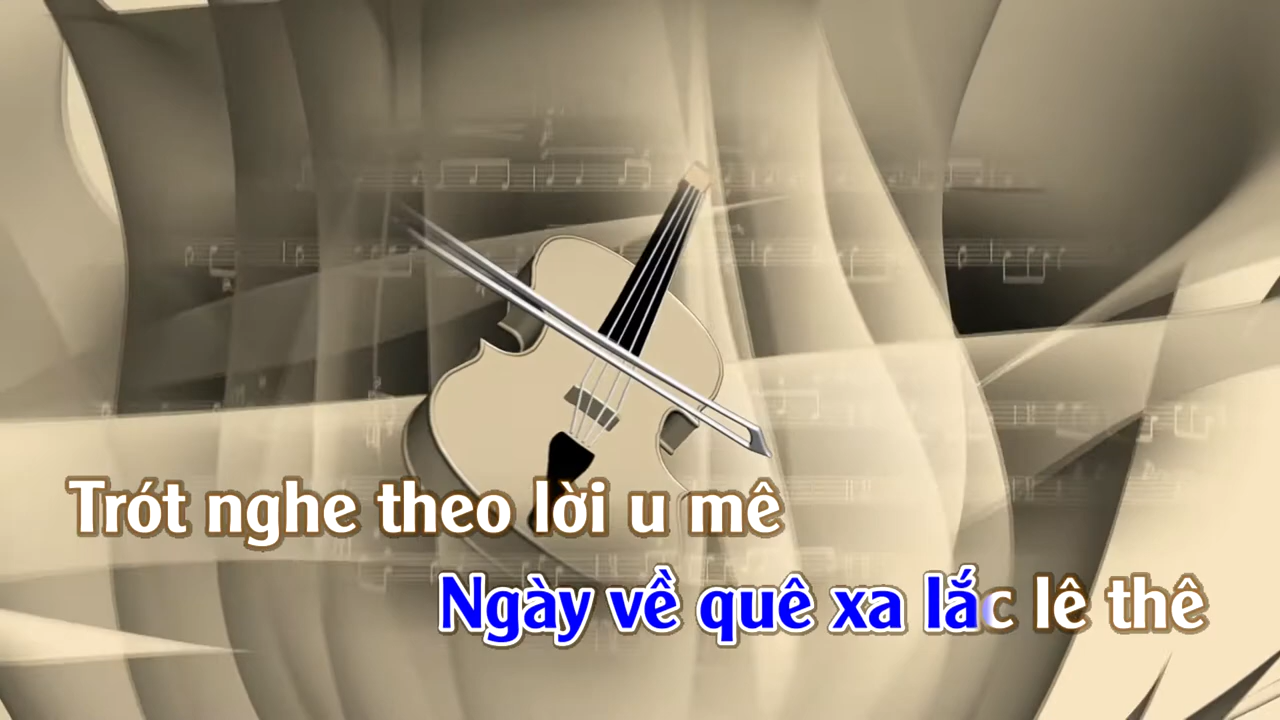 Trót nghe theo lời u mê
Ngày về quê xa lắc lê thê